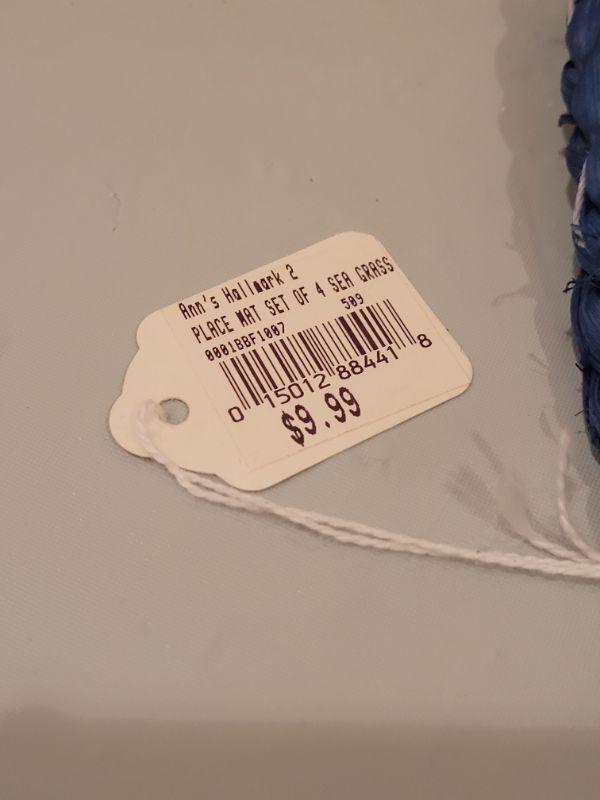 Ann's Hallmark 2
PLACE MAT SET OF 4 SEA GRASS
0001BBF1007 509
0 15012 88441 8
$9.99